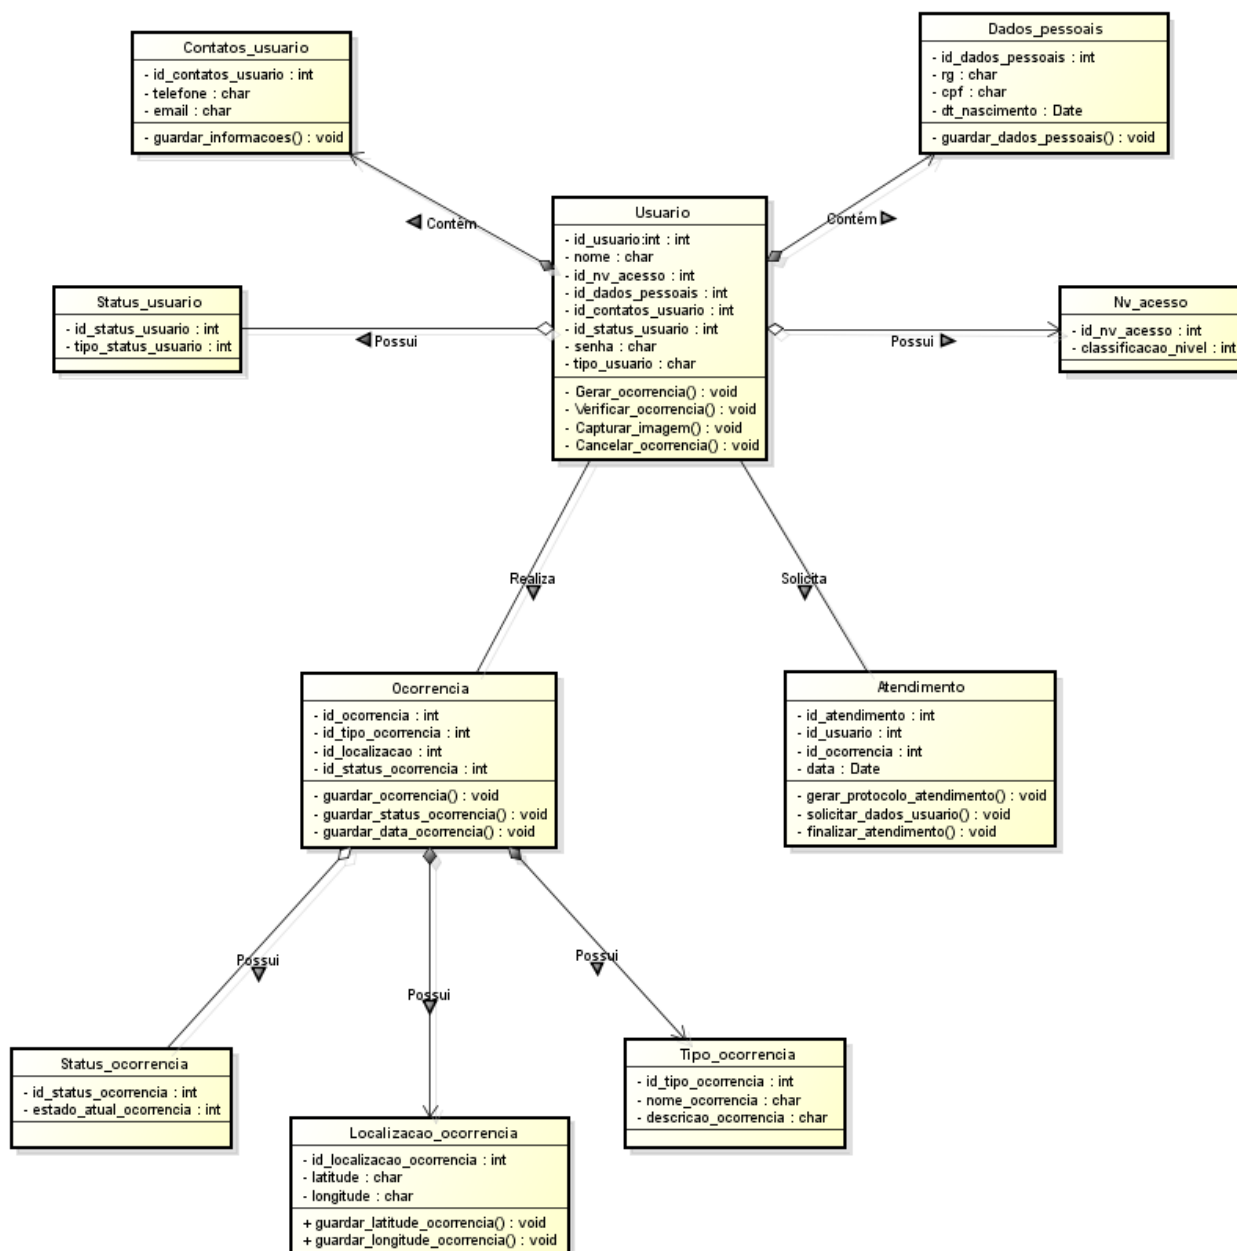 Contatos_usuario
- id_contatos_usuario : int
- telefone : char
- email : char
- guardar_informacoes() : void
Dados_pessoais
- id_dados_pessoais : int
- rg : char
- cpf : char
- dt_nascimento : Date
- guardar_dados_pessoais() : void
Contém
Contém
Usuario
- id_usuario:int : int
- nome : char
- id_nv_acesso : int
- id_dados_pessoais : int
- id_contatos_usuario : int
- id_status_usuario : int
- senha : char
- tipo_usuario : char
- Gerar_ocorrencia() : void
- Verificar_ocorrencia() : void
- Capturar_imagem() : void
- Cancelar_ocorrencia() : void
Status_usuario
- id_status_usuario : int
- tipo_status_usuario : int
Possui
Possui
Nv_acesso
- id_nv_acesso : int
- classificacao_nivel : int
Realiza
Solicita
Ocorrencia
- id_ocorrencia : int
- id_tipo_ocorrencia : int
- id_localizacao : int
- id_status_ocorrencia : int
- guardar_ocorrencia() : void
- guardar_status_ocorrencia() : void
- guardar_data_ocorrencia() : void
Atendimento
- id_atendimento : int
- id_usuario : int
- id_ocorrencia : int
- data : Date
- gerar_protocolo_atendimento() : void
- solicitar_dados_usuario() : void
- finalizar_atendimento() : void
Possui
Possui
Possui
Status_ocorrencia
- id_status_ocorrencia : int
- estado_atual_ocorrencia : int
Localizacao_ocorrencia
- id_localizacao_ocorrencia : int
- latitude : char
- longitude : char
+ guardar_latitude_ocorrencia() : void
+ guardar_longitude_ocorrencia() : void
Tipo_ocorrencia
- id_tipo_ocorrencia : int
- nome_ocorrencia : char
- descricao_ocorrencia : char